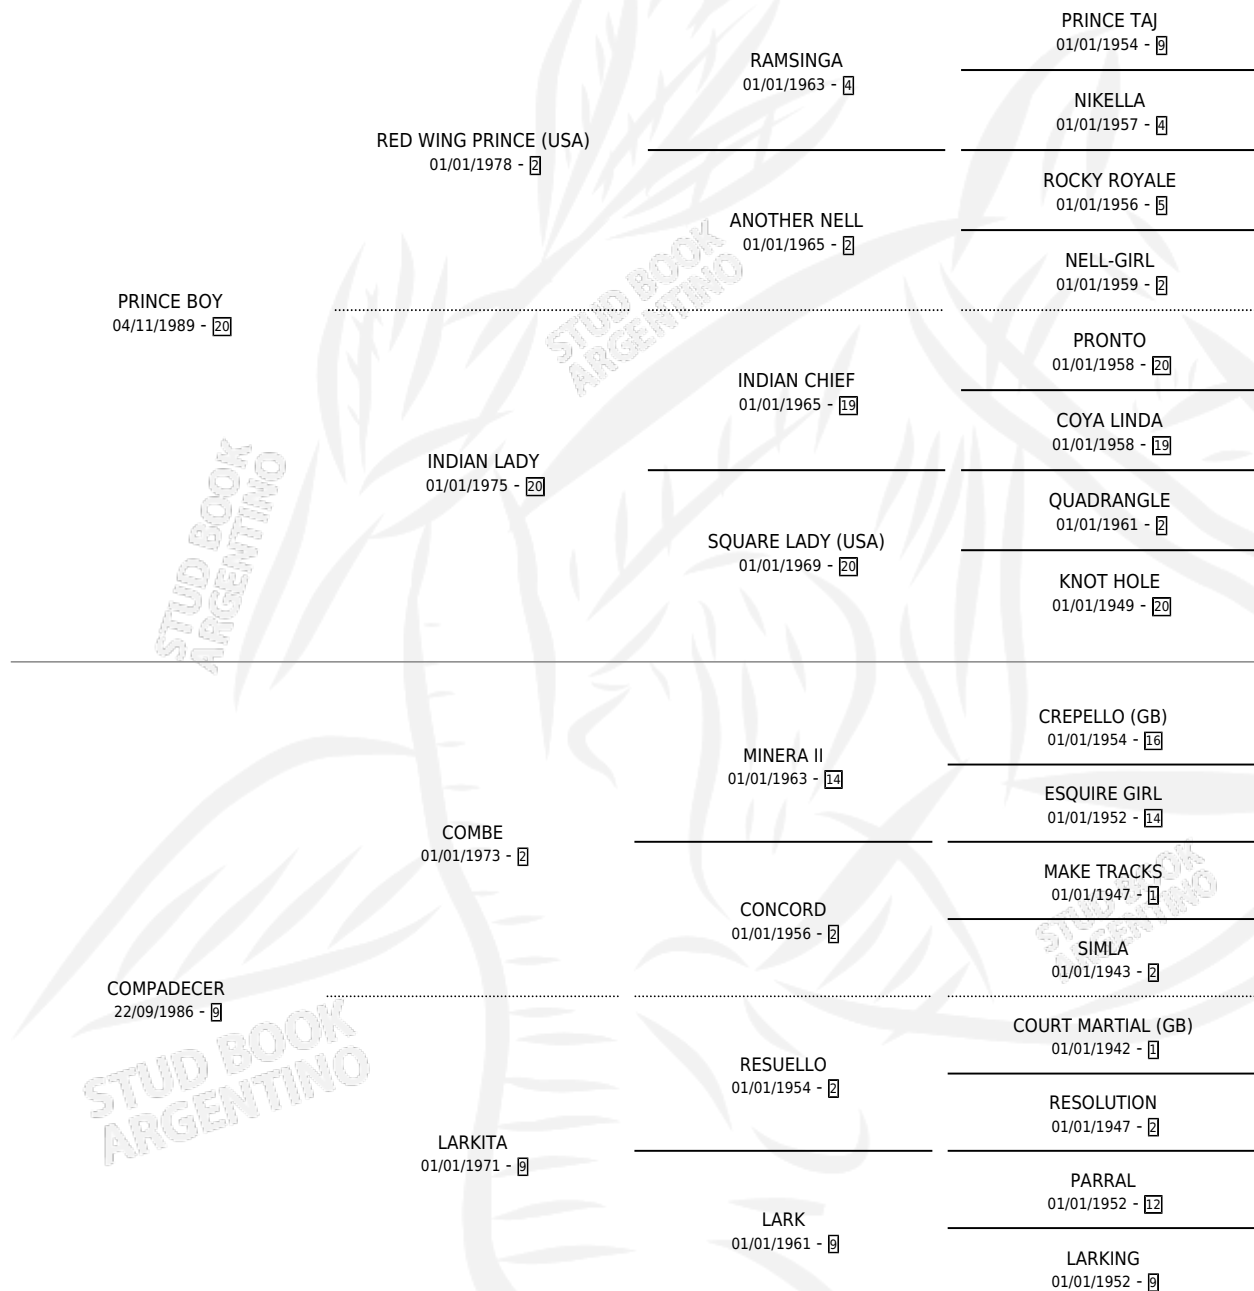 PRINCE TAJ
01/01/1954 - 9
RAMSINGA
01/01/1963 - 4
NIKELLA
01/01/1957 - 4
RED WING PRINCE (USA)
01/01/1978 - 2
ROCKY ROYALE
01/01/1956 - 5
ANOTHER NELL
01/01/1965 - 2
NELL-GIRL
01/01/1959 - 2
PRINCE BOY
04/11/1989 - 20
PRONTO
01/01/1958 - 20
INDIAN CHIEF
01/01/1965 - 19
COYA LINDA
01/01/1958 - 19
INDIAN LADY
01/01/1975 - 20
QUADRANGLE
01/01/1961 - 2
SQUARE LADY (USA)
01/01/1969 - 20
KNOT HOLE
01/01/1949 - 20
CREPELLO (GB)
01/01/1954 - 16
MINERA II
01/01/1963 - 14
ESQUIRE GIRL
01/01/1952 - 14
COMBE
01/01/1973 - 2
MAKE TRACKS
01/01/1947 - 1
CONCORD
01/01/1956 - 2
SIMLA
01/01/1943 - 2
COMPADECER
22/09/1986 - 9
COURT MARTIAL (GB)
01/01/1942 - 1
RESUELLO
01/01/1954 - 2
RESOLUTION
01/01/1947 - 2
LARKITA
01/01/1971 - 9
PARRAL
01/01/1952 - 12
LARK
01/01/1961 - 9
LARKING
01/01/1952 - 9
STUD BOOK
ARGENTINO
STUD BOOK
ARGENTINO
STUD BOOK
ARGENTINO
STUD BOOK
ARGENTINO